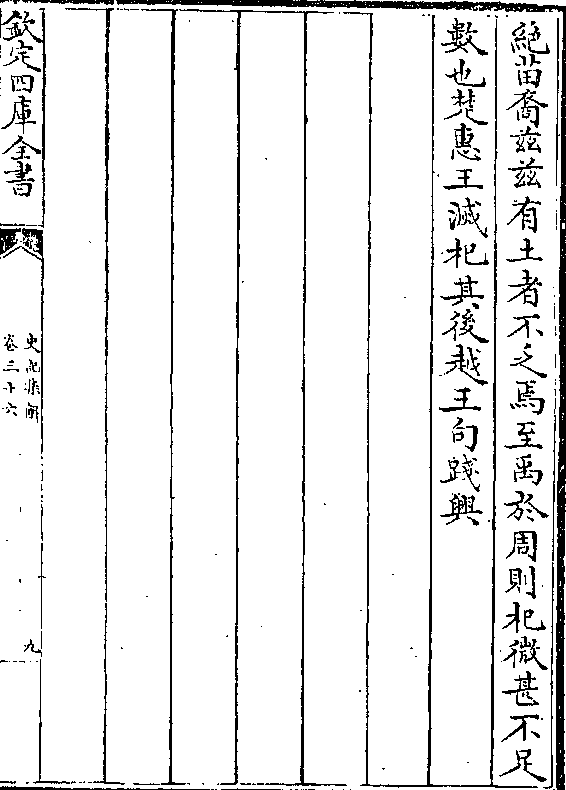 絶苗裔兹兹有土者不乏焉至禹於周則杞微甚不足
數也楚惠王滅杞其後越王句踐興
欽定四庫全書
史記集解
卷三十六
九